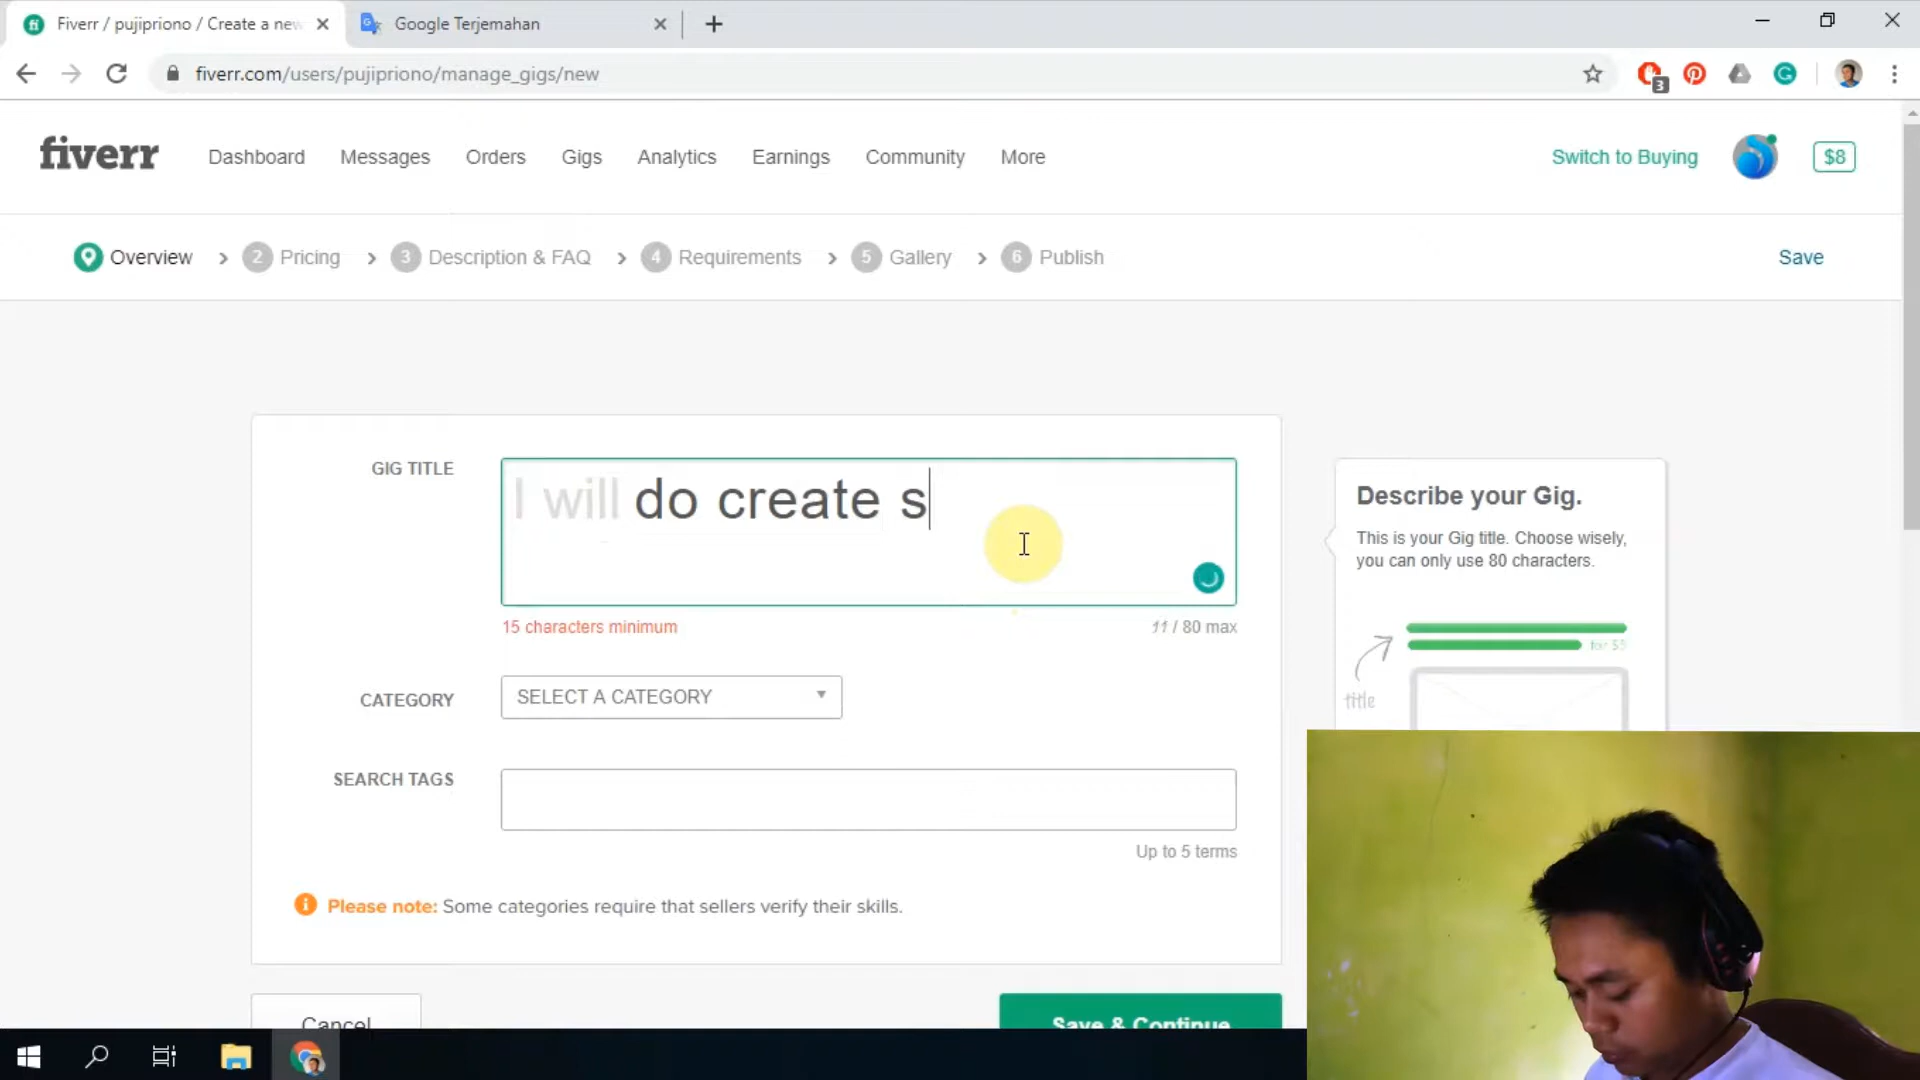 Fiverr / pujipriono / Create a new
Google Terjemahan
fiverr.com/users/pujipriono/manage_gigs/new
3
fiverr
Dashboard
Messages
Orders
Gigs
Analytics
Earnings
Community
More
Switch to Buying
$8
Overview
2 Pricing
3 Description & FAQ
4 Requirements
5 Gallery
6 Publish
Save
GIG TITLE
I will do create s
15 characters minimum
11 / 80 max
CATEGORY
SELECT A CATEGORY
SEARCH TAGS
Up to 5 terms
Please note: Some categories require that sellers verify their skills.
Cancel
Save & Continue
Describe your Gig.
This is your Gig title. Choose wisely,
you can only use 80 characters.
for $5
title